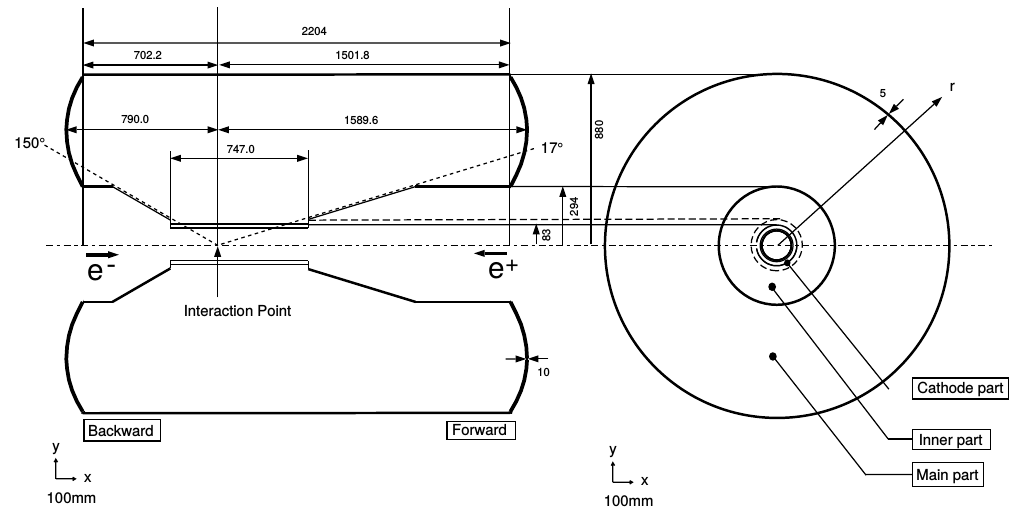 2204
702.2
1501.8
790.0
1589.6
150°
747.0
17°
880
294
83
5
r
e-
e+
Interaction Point
10
Backward
Forward
Cathode part
Inner part
Main part
y
x
100mm
y
x
100mm